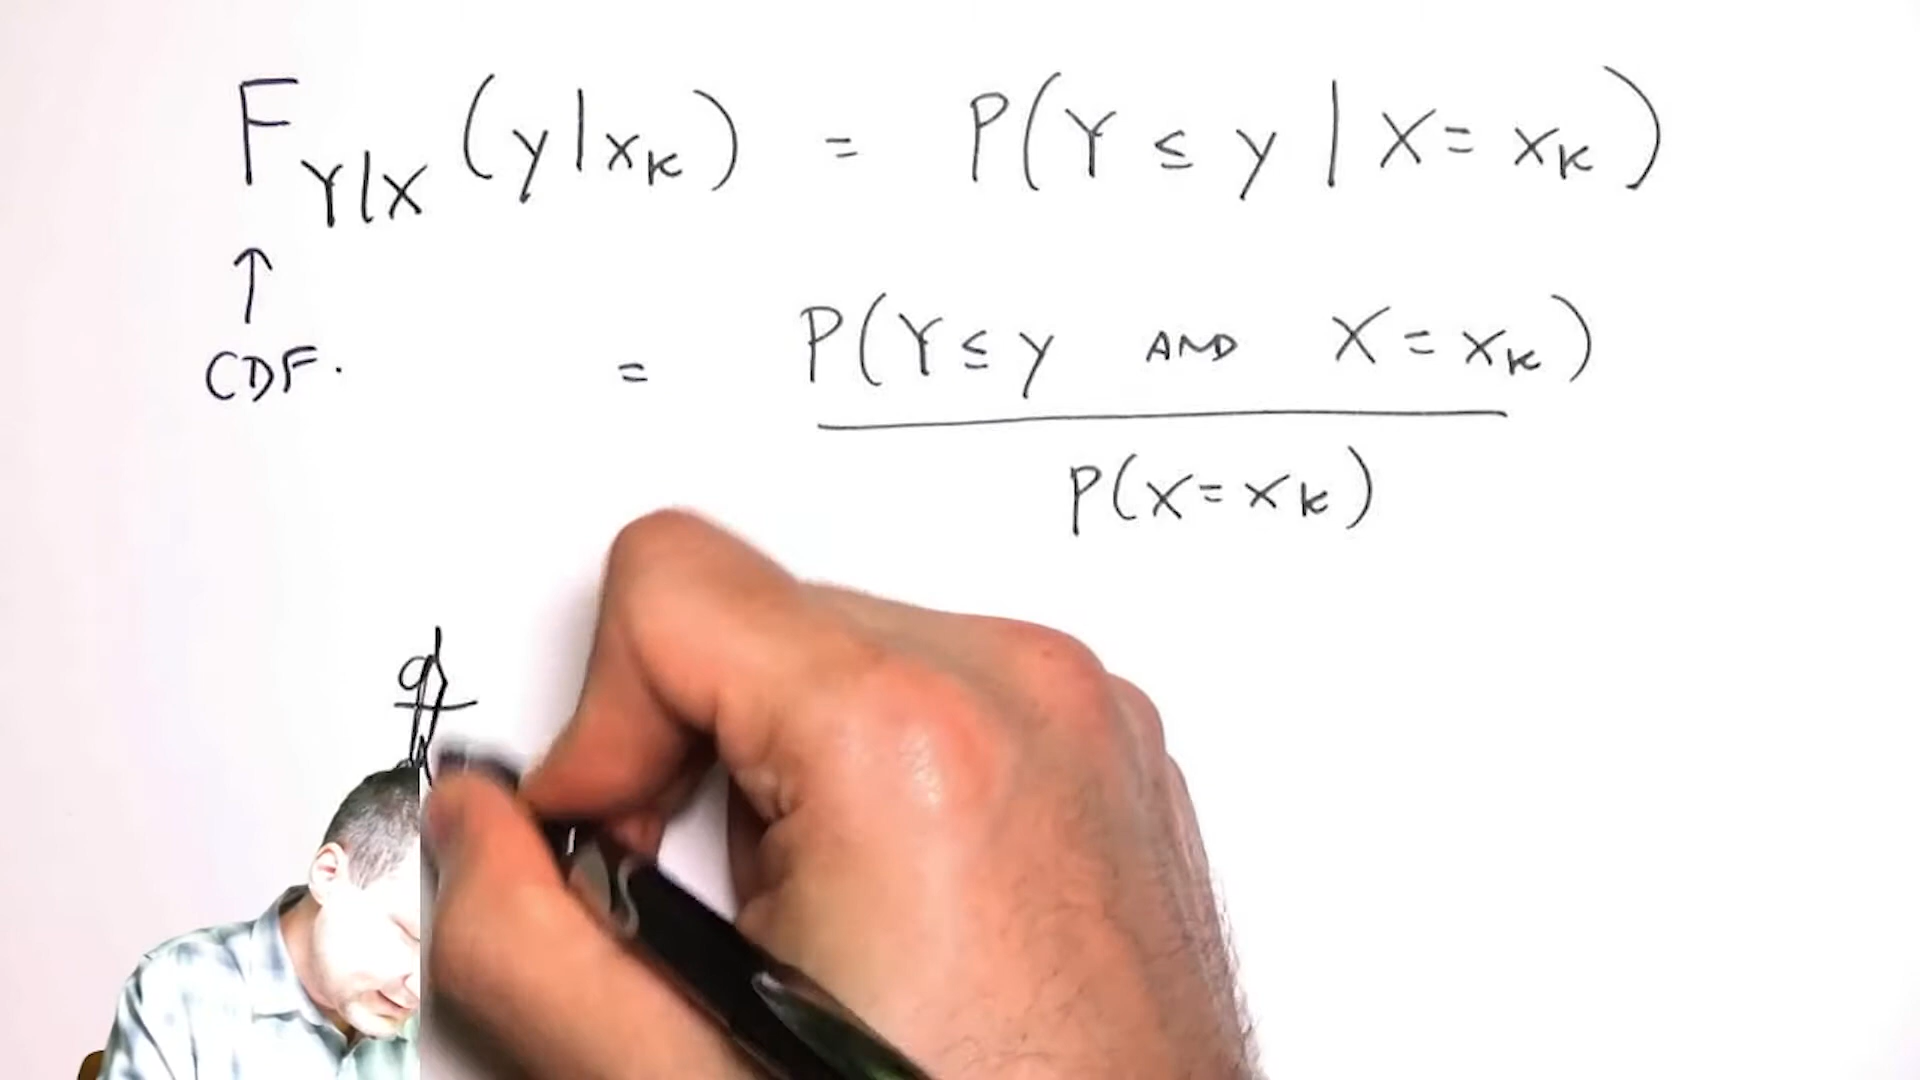 F_{Y|X}(y|x_k) = P(Y ≤ y | X = x_k)
↑
CDF.
= P(Y ≤ y AND X = x_k)
P(X = x_k)